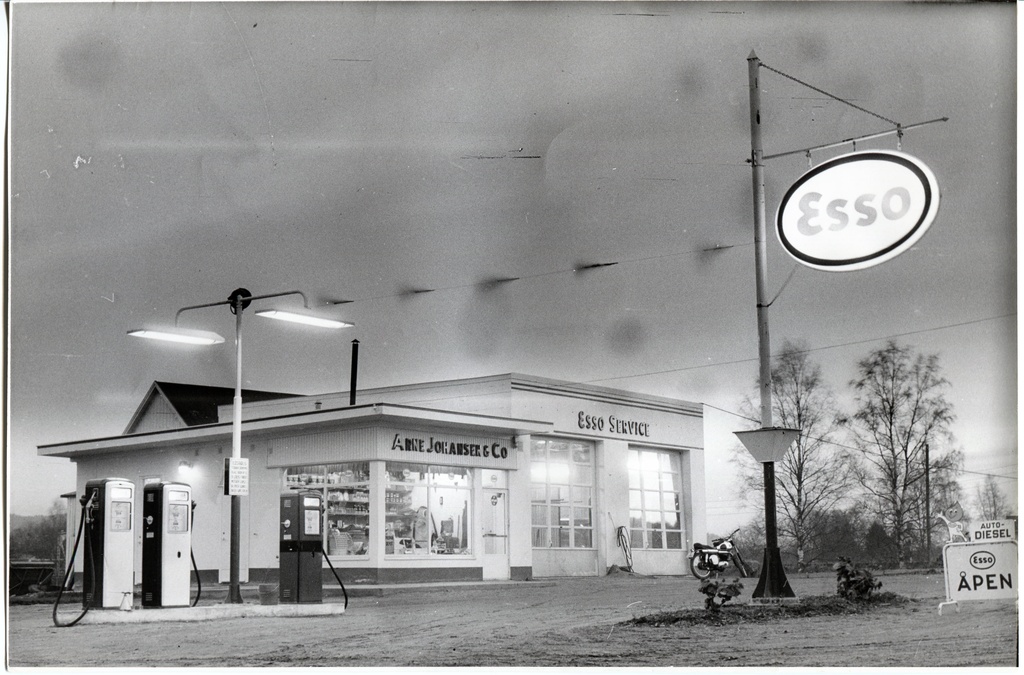 Esso
Arne Johansen & Co
Esso Service
AUTO-
DIESEL
Esso
ÅPEN